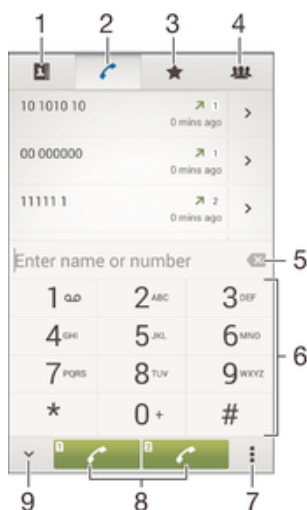 1 2 3 4
10 1010 10 1
0 mins ago
00 000000 1
0 mins ago
11111 1 2
0 mins ago
Enter name or number 5
1 2 ABC 3 DEF
4 GHI 5 JKL 6 MNO
6
7 PQRS 8 TUV 9 WXYZ
* 0 + #
1 2
9 8 7